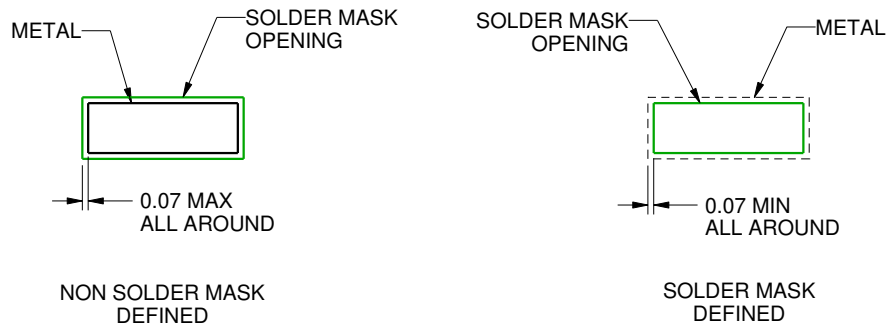 METAL
SOLDER MASK
OPENING
0.07 MAX
ALL AROUND
NON SOLDER MASK
DEFINED
SOLDER MASK
OPENING
METAL
0.07 MIN
ALL AROUND
SOLDER MASK
DEFINED